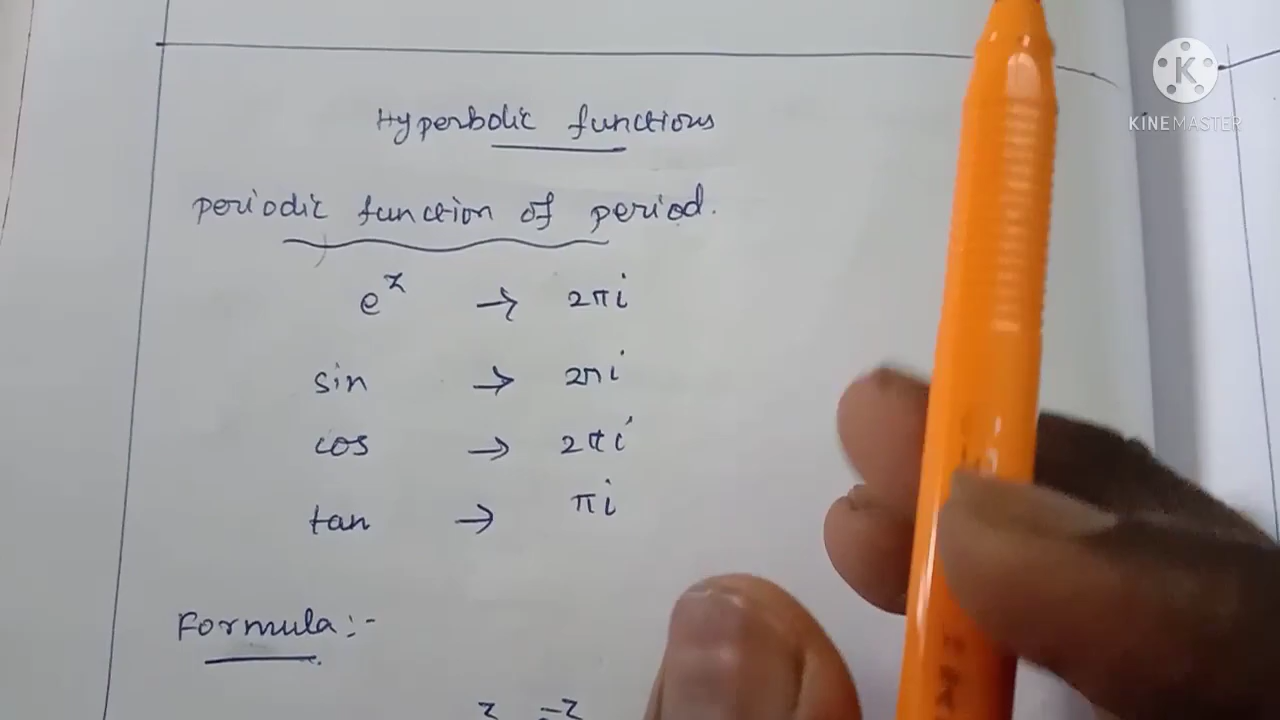 KINEMASTER
Hyperbolic functions
periodic function of period.
e^z → 2πi
sin → 2πi
cos → 2πi
tan → πi
Formula:-